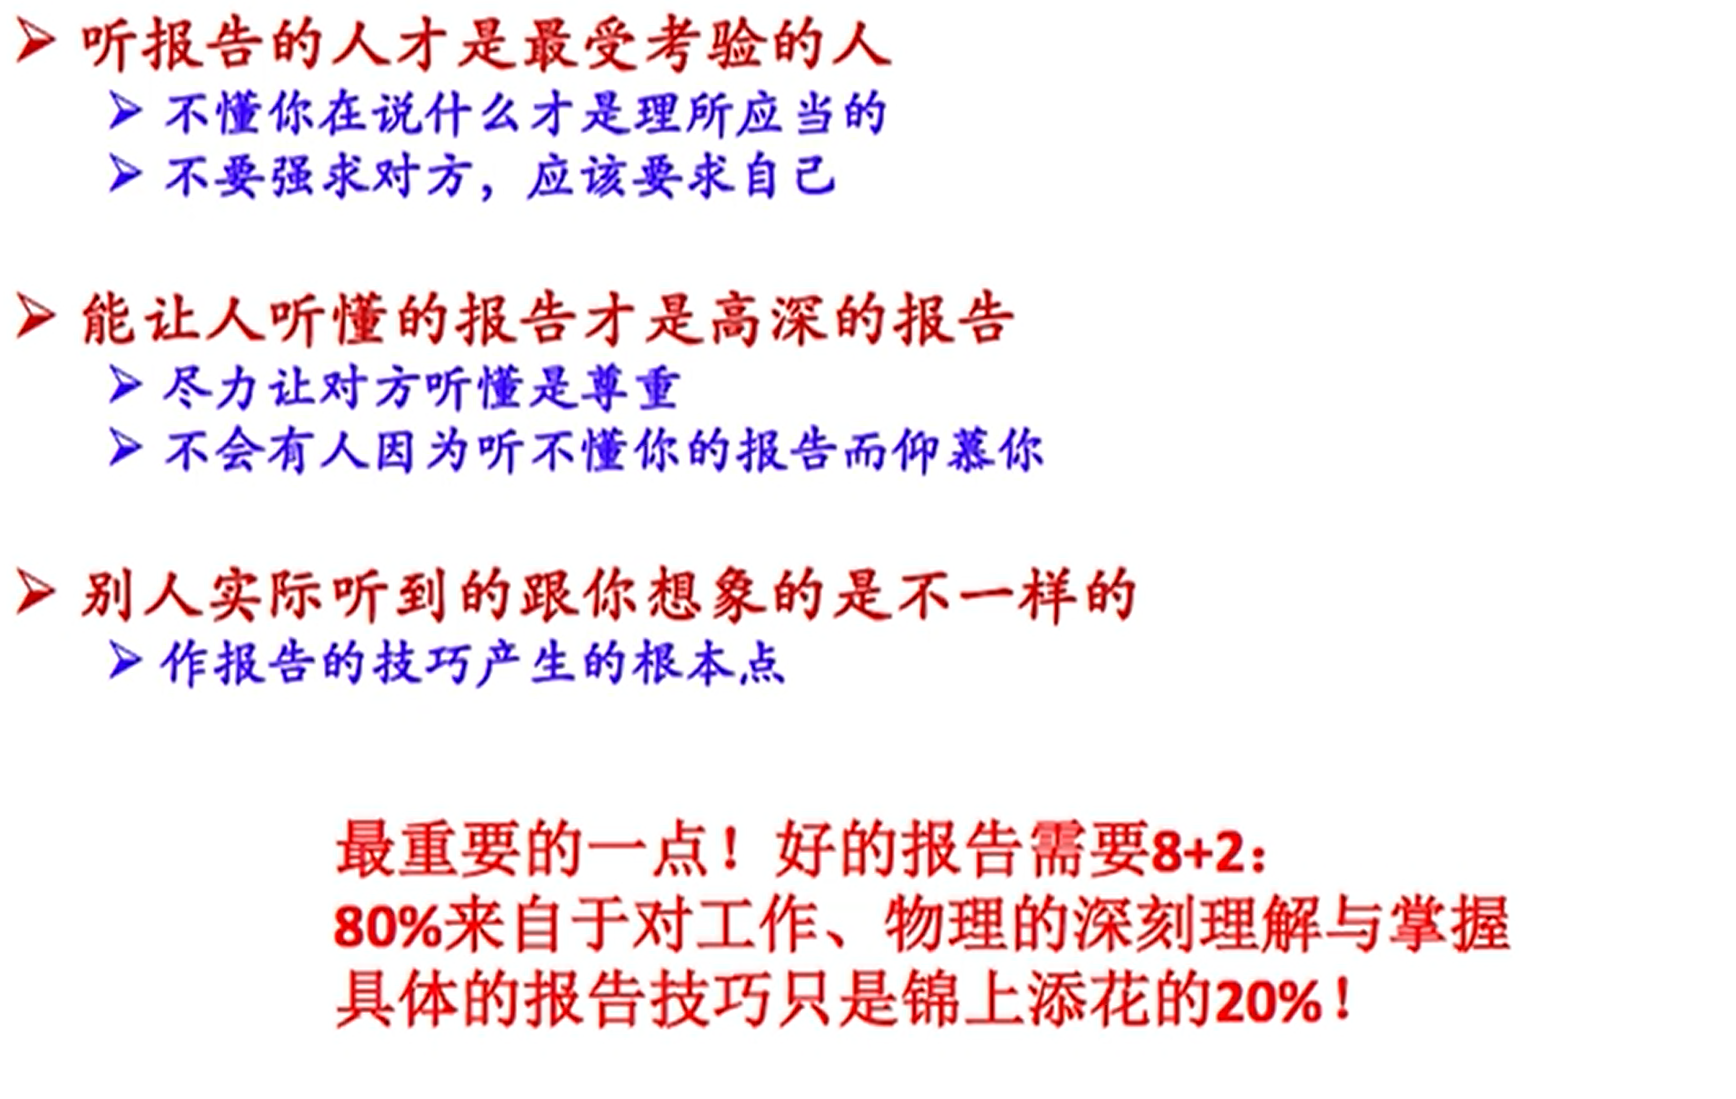 ➢ 听报告的人才是最受考验的人
➢ 不懂你在说什么才是理所应当的
➢ 不要强求对方，应该要求自己
➢ 能让人听懂的报告才是高深的报告
➢ 尽力让对方听懂是尊重
➢ 不会有人因为听不懂你的报告而仰慕你
➢ 别人实际听到的跟你想象的是不一样的
➢ 作报告的技巧产生的根本点
最重要的一点！好的报告需要8+2：
80%来自于对工作、物理的深刻理解与掌握
具体的报告技巧只是锦上添花的20%！